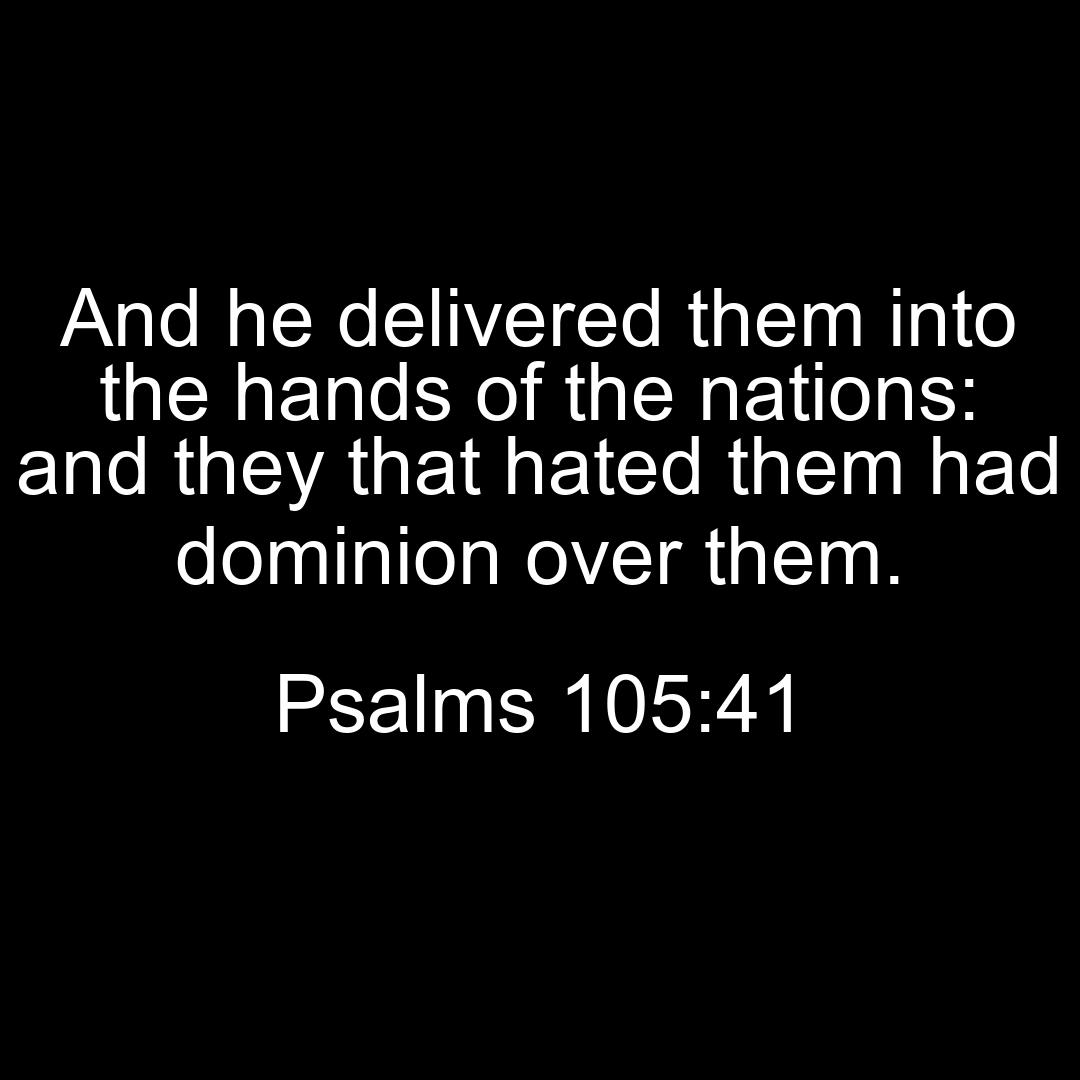 And he delivered them into
the hands of the nations:
and they that hated them had
dominion over them.
Psalms 105:41